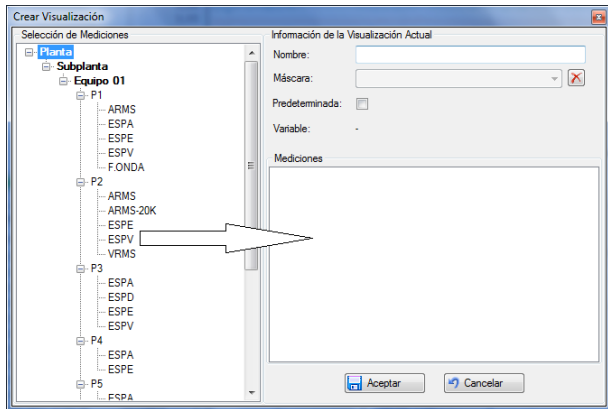 Crear Visualización
Selección de Mediciones
Planta
Subplanta
Equipo 01
P1
ARMS
ESPA
ESPE
ESPV
F.ONDA
P2
ARMS
ARMS-20K
ESPE
ESPV
VRMS
P3
ESPA
ESPD
ESPE
ESPV
P4
ESPA
ESPE
P5
ESPA
Información de la Visualización Actual
Nombre:
Máscara:
Predeterminada:
Variable: -
Mediciones
Aceptar Cancelar